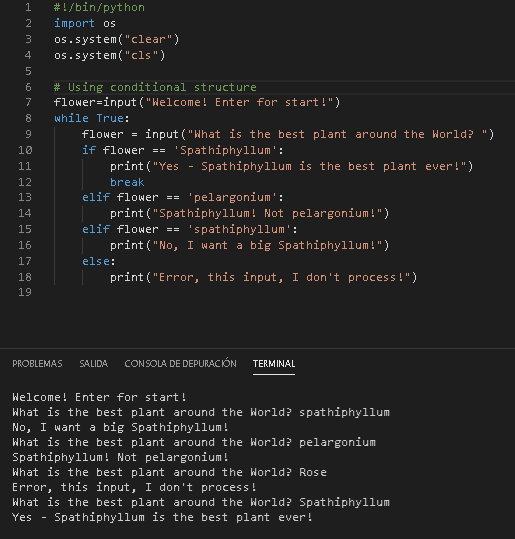 1 #!/bin/python
2 import os
3 os.system("clear")
4 os.system("cls")
5
6 # Using conditional structure
7 flower=input("Welcome! Enter for start!")
8 while True:
9     flower = input("What is the best plant around the World? ")
10     if flower == 'Spathiphyllum':
11         print("Yes - Spathiphyllum is the best plant ever!")
12         break
13     elif flower == 'pelargonium':
14         print("Spathiphyllum! Not pelargonium!")
15     elif flower == 'spathiphyllum':
16         print("No, I want a big Spathiphyllum!")
17     else:
18         print("Error, this input, I don't process!")
19
PROBLEMAS SALIDA CONSOLA DE DEPURACIÓN TERMINAL
Welcome! Enter for start!
What is the best plant around the World? spathiphyllum
No, I want a big Spathiphyllum!
What is the best plant around the World? pelargonium
Spathiphyllum! Not pelargonium!
What is the best plant around the World? Rose
Error, this input, I don't process!
What is the best plant around the World? Spathiphyllum
Yes - Spathiphyllum is the best plant ever!